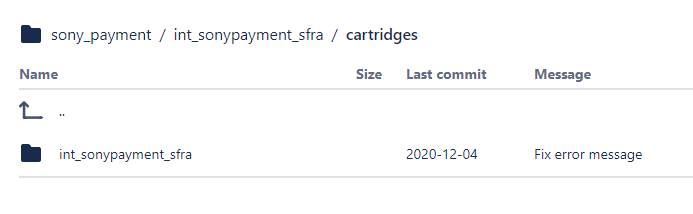 sony_payment / int_sonypayment_sfra / cartridges
Name Size Last commit Message
..
int_sonypayment_sfra 2020-12-04 Fix error message